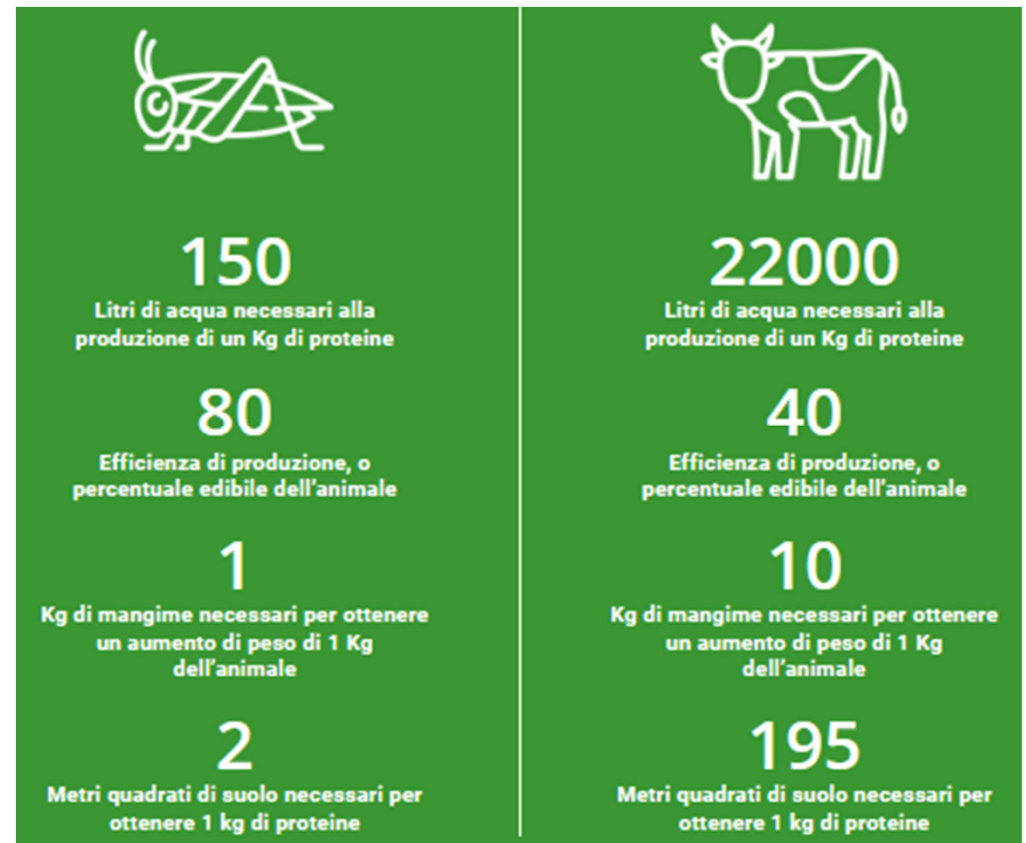 150
Litri di acqua necessari alla
produzione di un Kg di proteine
80
Efficienza di produzione, o
percentuale edibile dell'animale
1
Kg di mangime necessari per ottenere
un aumento di peso di 1 Kg
dell'animale
2
Metri quadrati di suolo necessari per
ottenere 1 kg di proteine
22000
Litri di acqua necessari alla
produzione di un Kg di proteine
40
Efficienza di produzione, o
percentuale edibile dell'animale
10
Kg di mangime necessari per ottenere
un aumento di peso di 1 Kg
dell'animale
195
Metri quadrati di suolo necessari per
ottenere 1 kg di proteine